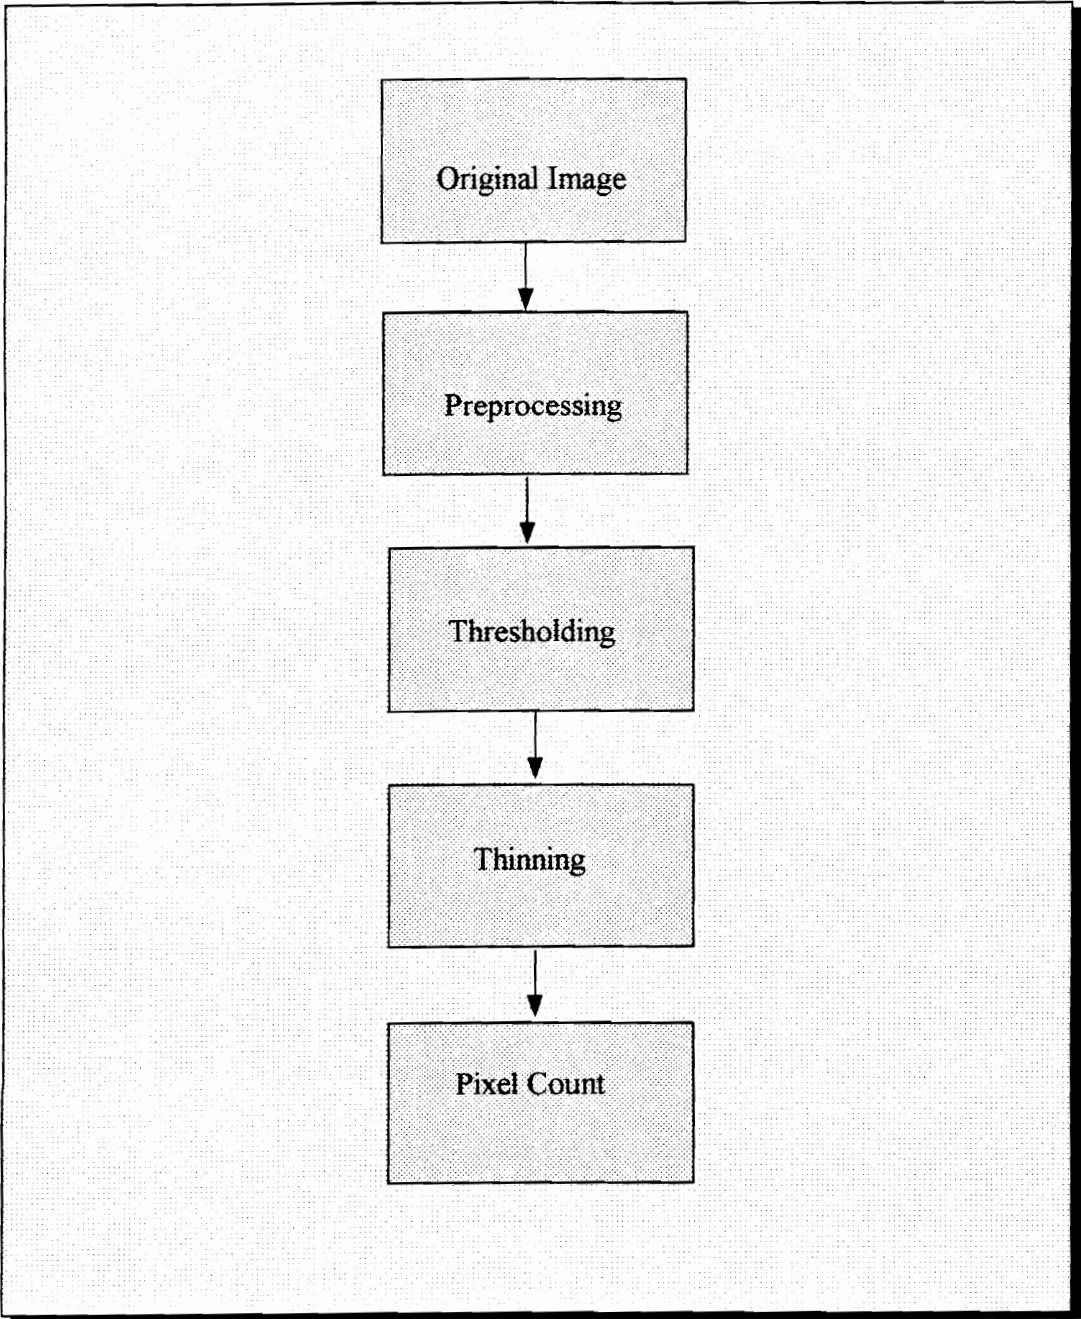 Original Image
Preprocessing
Thresholding
Thinning
Pixel Count